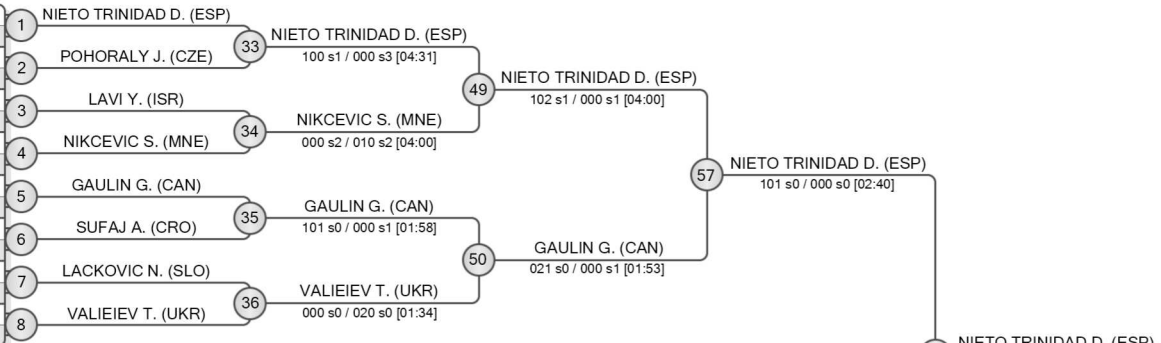 1
NIETO TRINIDAD D. (ESP)
33
NIETO TRINIDAD D. (ESP)
100 s1 / 000 s3 [04:31]
2
POHORALY J. (CZE)
49
NIETO TRINIDAD D. (ESP)
102 s1 / 000 s1 [04:00]
3
LAVI Y. (ISR)
34
NIKCEVIC S. (MNE)
000 s2 / 010 s2 [04:00]
4
NIKCEVIC S. (MNE)
57
NIETO TRINIDAD D. (ESP)
101 s0 / 000 s0 [02:40]
5
GAULIN G. (CAN)
35
GAULIN G. (CAN)
101 s0 / 000 s1 [01:58]
6
SUFAJ A. (CRO)
50
GAULIN G. (CAN)
021 s0 / 000 s1 [01:53]
7
LACKOVIC N. (SLO)
36
VALIEIEV T. (UKR)
000 s0 / 020 s0 [01:34]
8
VALIEIEV T. (UKR)
NIETO TRINIDAD D. (ESP)